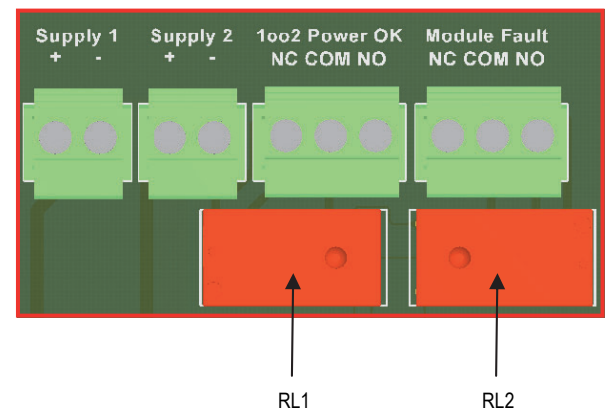 Supply 1 Supply 2 1oo2 Power OK Module Fault
+ - + - NC COM NO NC COM NO
RL1 RL2